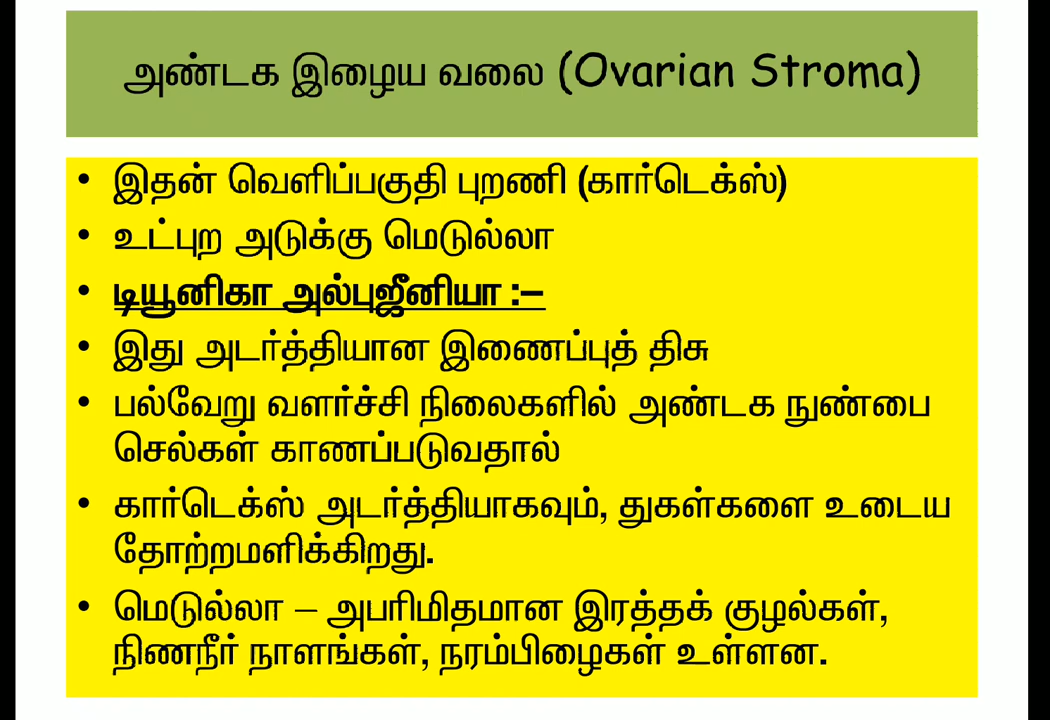 அண்டக இழைய வலை (Ovarian Stroma)
• இதன் வெளிப்பகுதி புறணி (கார்டெக்ஸ்)
• உட்புற அடுக்கு மெடுல்லா
• டியூனிகா அல்புஜீனியா :–
• இது அடர்த்தியான இணைப்புத் திசு
• பல்வேறு வளர்ச்சி நிலைகளில் அண்டக நுண்பை
செல்கள் காணப்படுவதால்
• கார்டெக்ஸ் அடர்த்தியாகவும், துகள்களை உடைய
தோற்றமளிக்கிறது.
• மெடுல்லா – அபரிமிதமான இரத்தக் குழல்கள்,
நிணநீர் நாளங்கள், நரம்பிழைகள் உள்ளன.